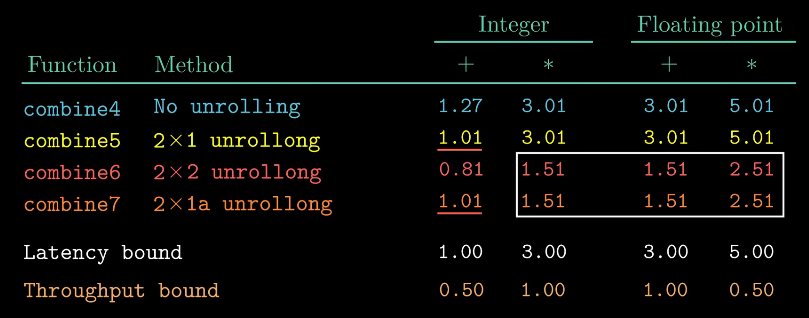 Integer Floating point
Function Method + * + *
combine4 No unrolling 1.27 3.01 3.01 5.01
combine5 2×1 unrollong 1.01 3.01 3.01 5.01
combine6 2×2 unrollong 0.81 1.51 1.51 2.51
combine7 2×1a unrollong 1.01 1.51 1.51 2.51
Latency bound 1.00 3.00 3.00 5.00
Throughput bound 0.50 1.00 1.00 0.50